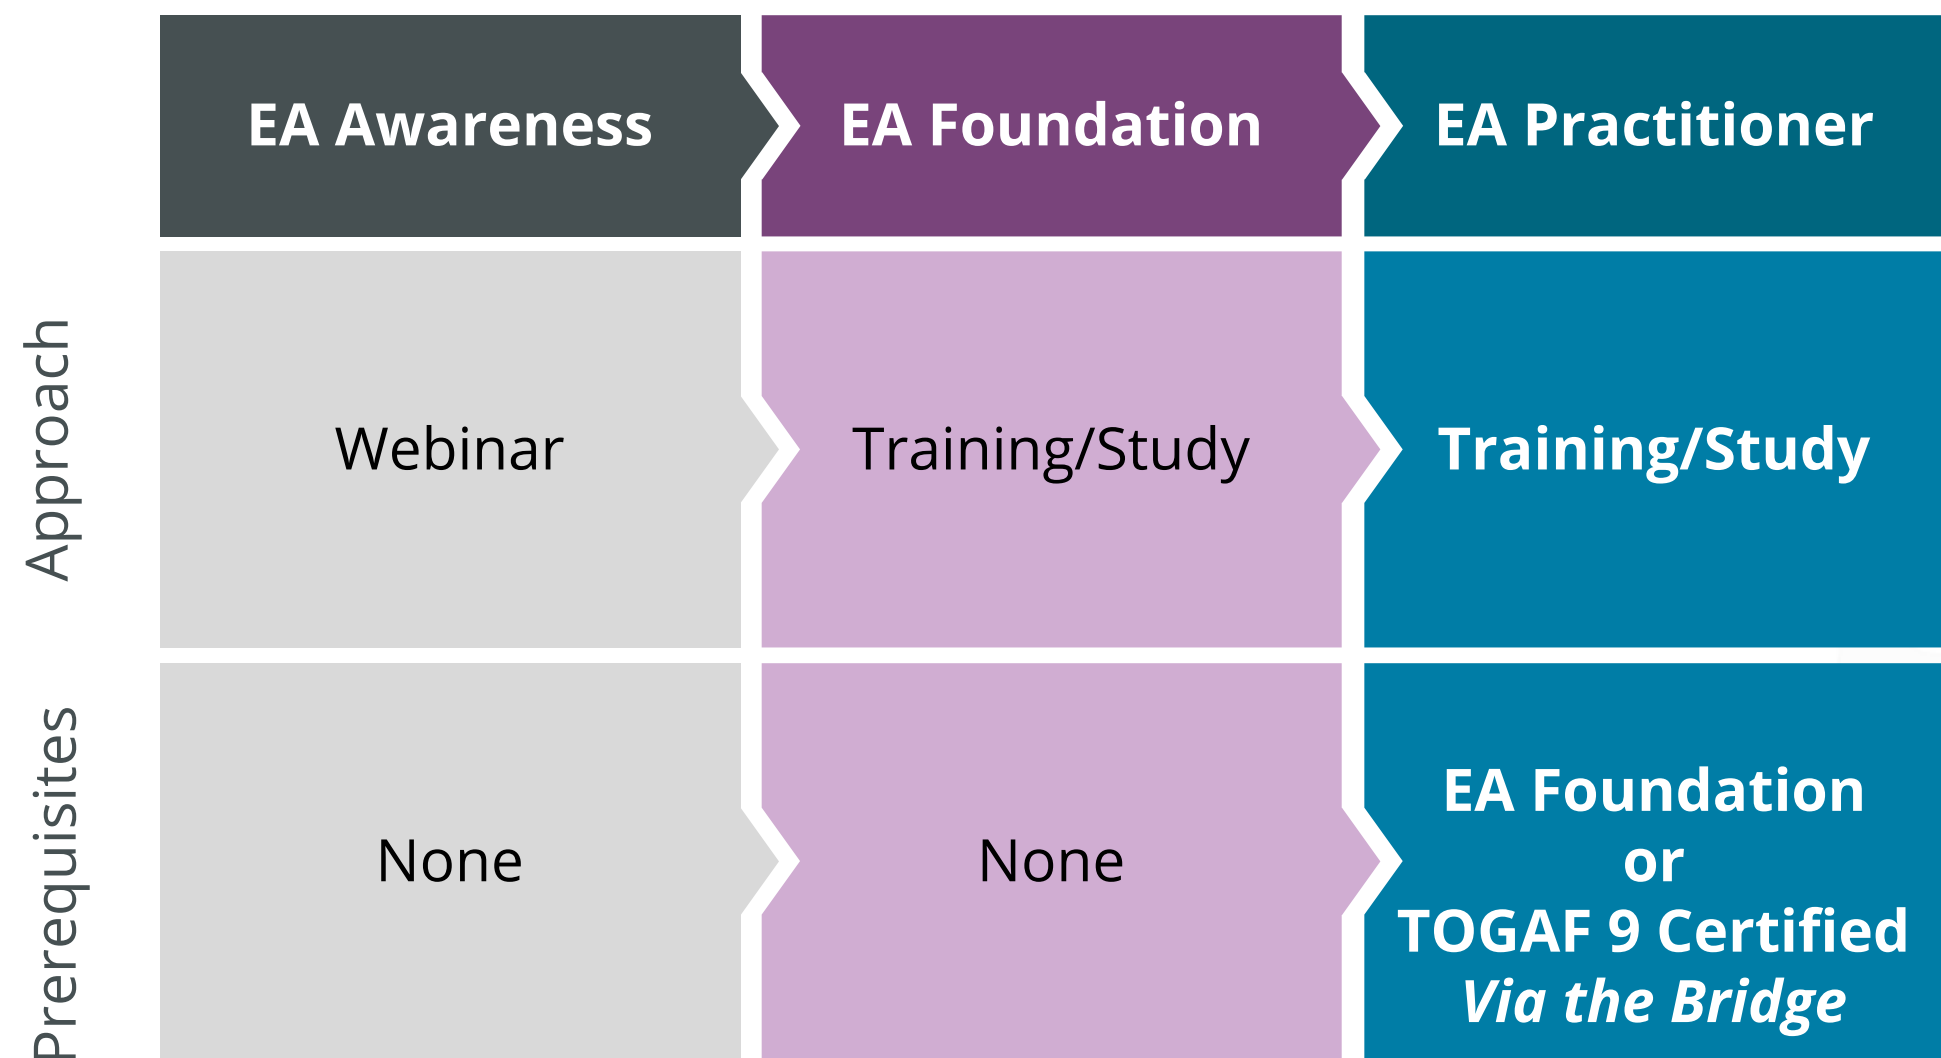 EA Awareness
EA Foundation
EA Practitioner
Approach
Webinar
Training/Study
Training/Study
Prerequisites
None
None
EA Foundation
or
TOGAF 9 Certified
Via the Bridge